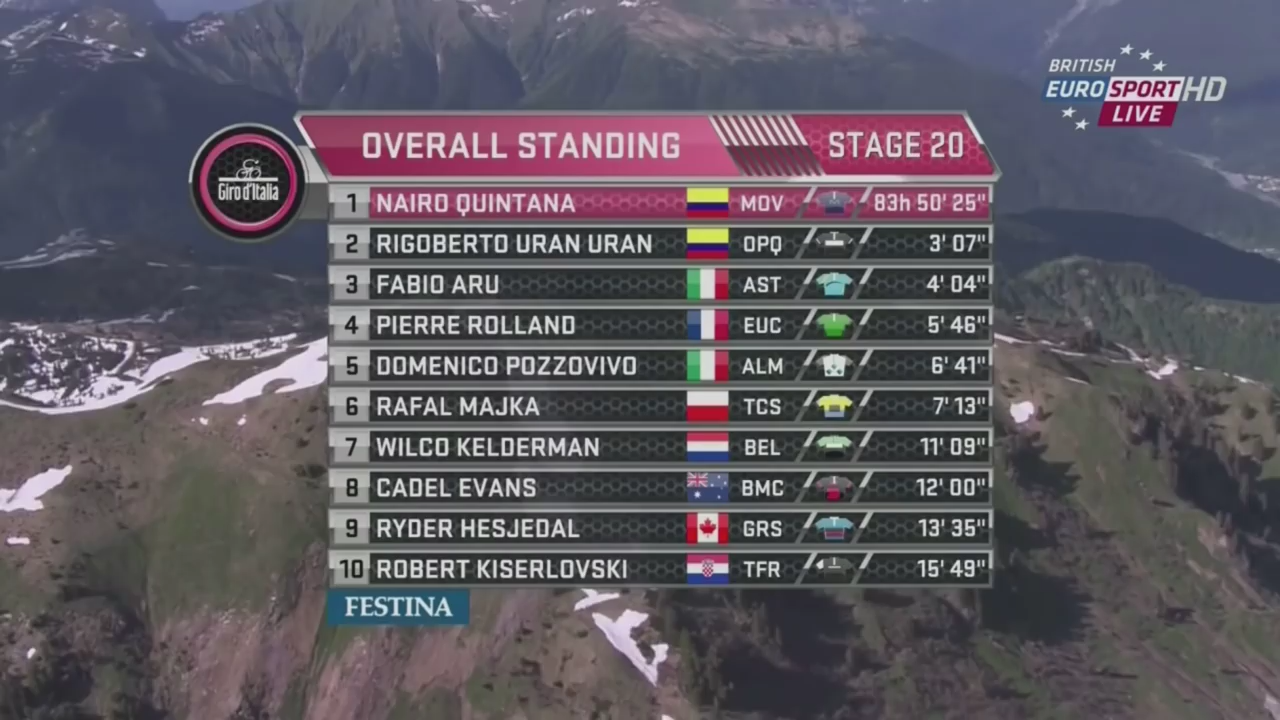 BRITISH
EUROSPORT HD
LIVE
OVERALL STANDING STAGE 20
Giro d'Italia
1 NAIRO QUINTANA MOV 83h 50' 25"
2 RIGOBERTO URAN URAN OPQ 3' 07"
3 FABIO ARU AST 4' 04"
4 PIERRE ROLLAND EUC 5' 46"
5 DOMENICO POZZOVIVO ALM 6' 41"
6 RAFAL MAJKA TCS 7' 13"
7 WILCO KELDERMAN BEL 11' 09"
8 CADEL EVANS BMC 12' 00"
9 RYDER HESJEDAL GRS 13' 35"
10 ROBERT KISERLOVSKI TFR 15' 49"
FESTINA